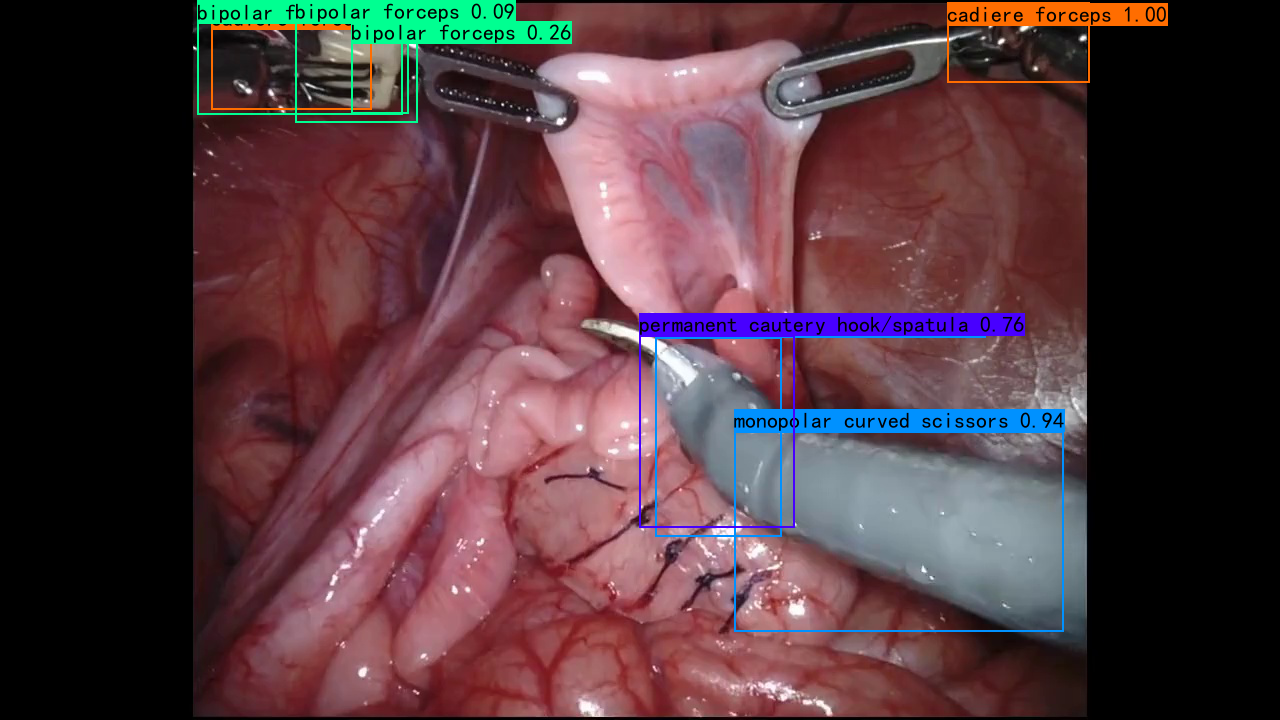 bipolar f
bipolar forceps 0.09
cadiere forceps 1.00
bipolar forceps 0.26
permanent cautery hook/spatula 0.76
monopolar curved scissors 0.94